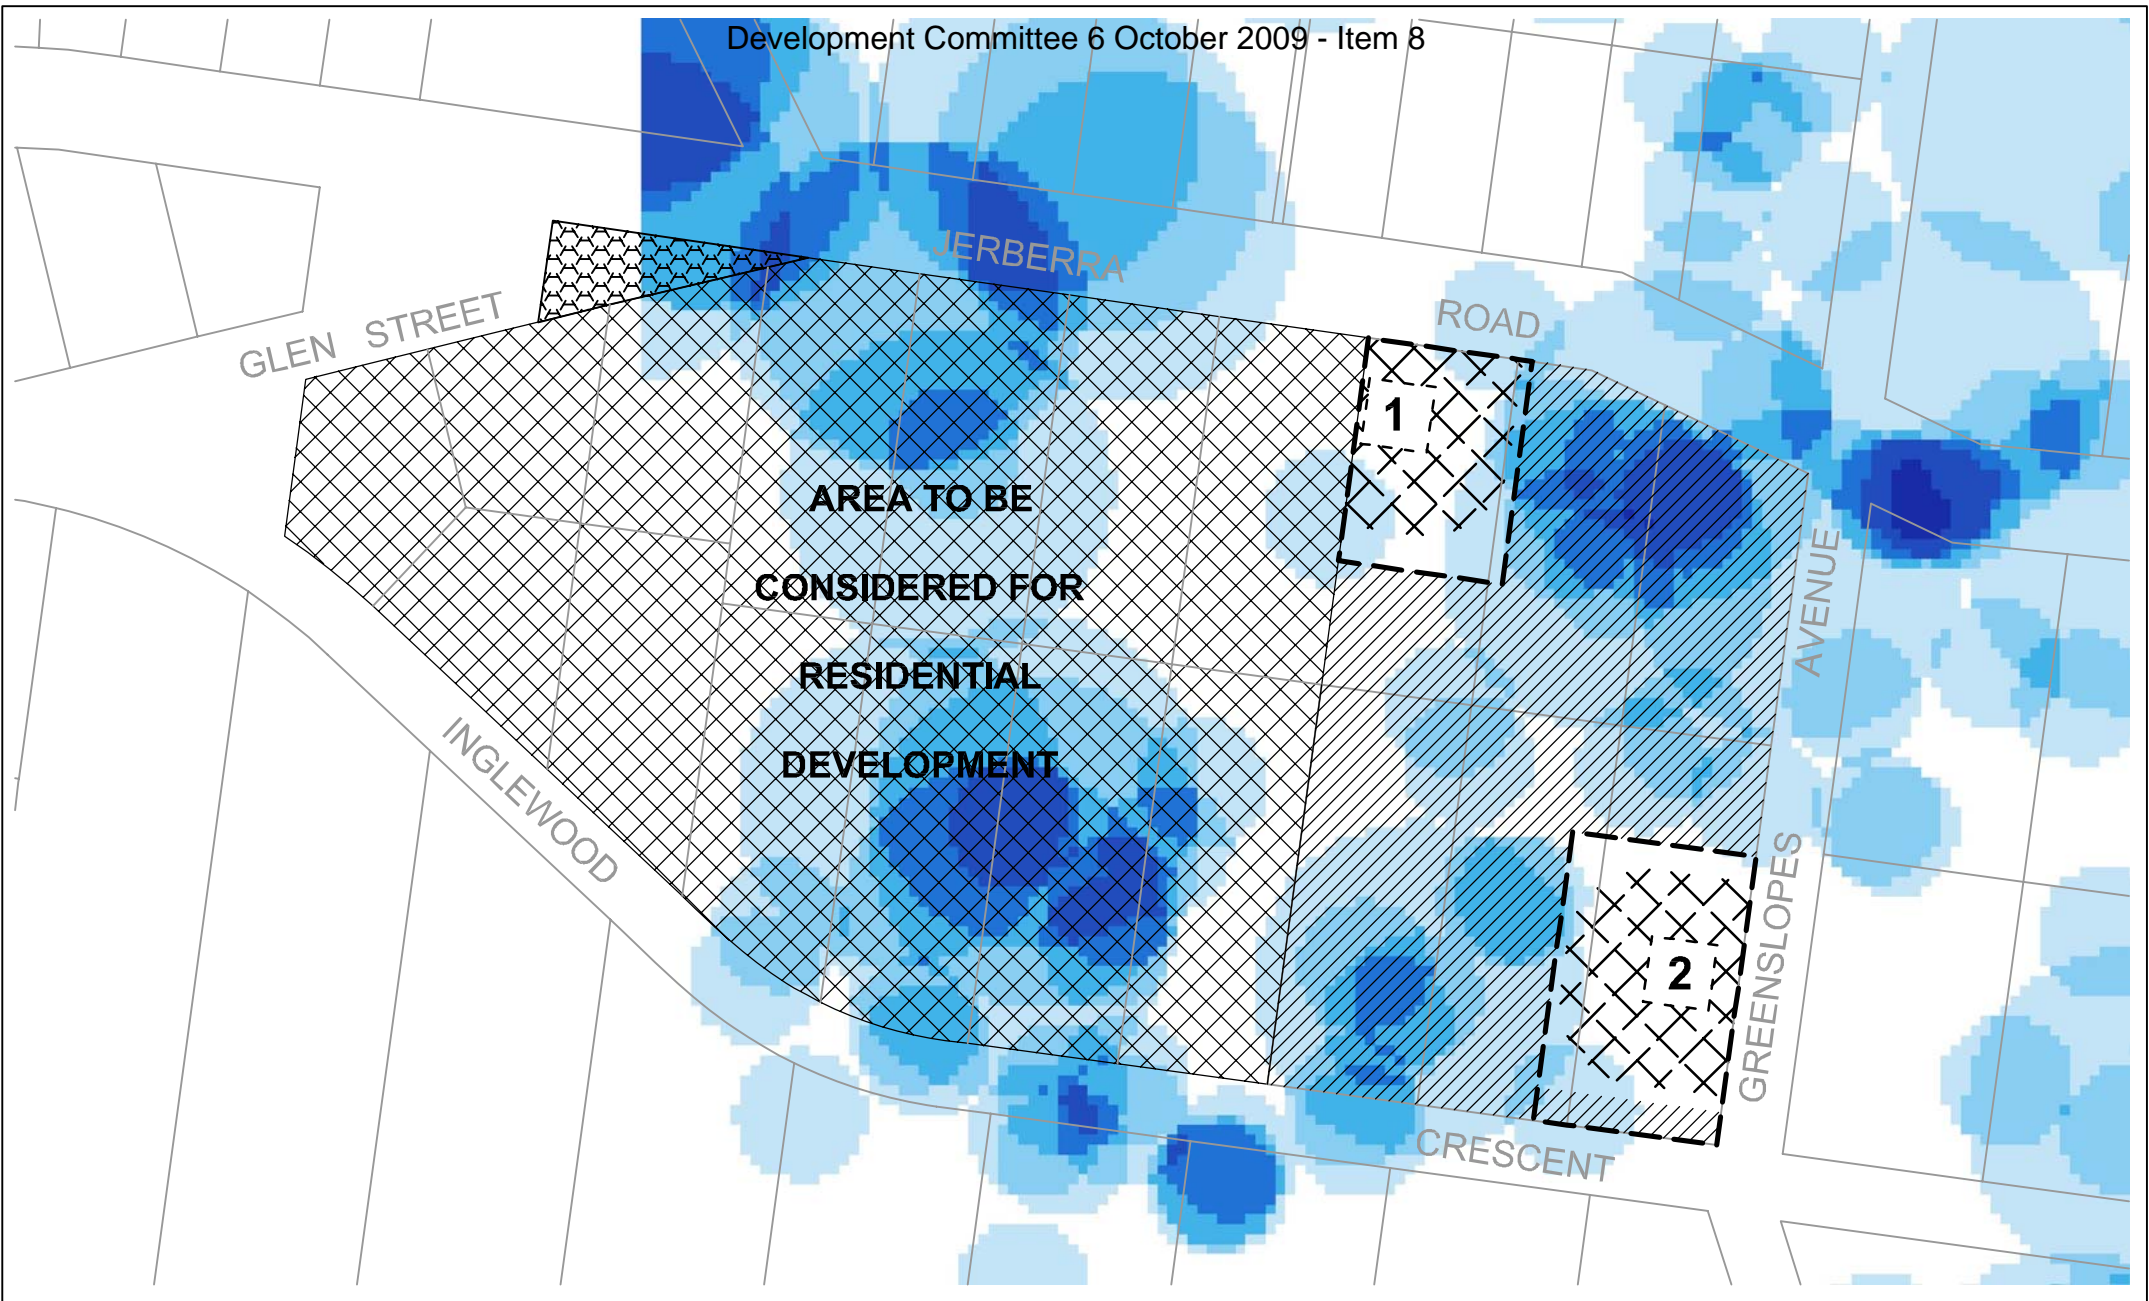 Development Committee 6 October 2009 - Item 8
JERBERRA
ROAD
GLEN STREET
1
AREA TO BE
CONSIDERED FOR
RESIDENTIAL
DEVELOPMENT
AVENUE
GREENSLOPES
INGLEWOOD
2
CRESCENT